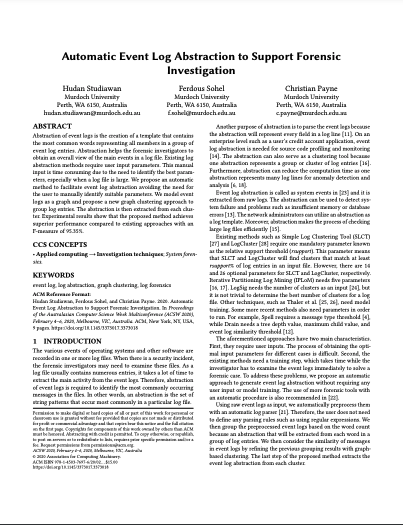 Automatic Event Log Abstraction to Support Forensic
Investigation
Hudan Studiawan
Murdoch University
Perth, WA 6150, Australia
hudan.studiawan@murdoch.edu.au
Ferdous Sohel
Murdoch University
Perth, WA 6150, Australia
f.sohel@murdoch.edu.au
Christian Payne
Murdoch University
Perth, WA 6150, Australia
c.payne@murdoch.edu.au
ABSTRACT
Abstraction of event logs is the creation of a template that contains
the most common words representing all members in a group of
event log entries. Abstraction helps the forensic investigators to
obtain an overall view of the main events in a log file. Existing log
abstraction methods require user input parameters. This manual
input is time consuming due to the need to identify the best param-
eters, especially when a log file is large. We propose an automatic
method to facilitate event log abstraction avoiding the need for
the user to manually identify suitable parameters. We model event
logs as a graph and propose a new graph clustering approach to
group log entries. The abstraction is then extracted from each clus-
ter. Experimental results show that the proposed method achieves
superior performance compared to existing approaches with an
F-measure of 95.35%.
CCS CONCEPTS
• Applied computing → Investigation techniques; System foren-
sics.
KEYWORDS
event log, log abstraction, graph clustering, log forensics
ACM Reference Format:
Hudan Studiawan, Ferdous Sohel, and Christian Payne. 2020. Automatic
Event Log Abstraction to Support Forensic Investigation. In Proceedings
of the Australasian Computer Science Week Multiconference (ACSW 2020),
February 4–6, 2020, Melbourne, VIC, Australia. ACM, New York, NY, USA,
9 pages. https://doi.org/10.1145/3373017.3373018
1 INTRODUCTION
The various events of operating systems and other software are
recorded in one or more log files. When there is a security incident,
the forensic investigators may need to examine these files. As a
log file usually contains numerous entries, it takes a lot of time to
extract the main activity from the event logs. Therefore, abstraction
of event logs is required to identify the most commonly occurring
messages in the files. In other words, an abstraction is the set of
string patterns that occur most commonly in a particular log file.
Permission to make digital or hard copies of all or part of this work for personal or
classroom use is granted without fee provided that copies are not made or distributed
for profit or commercial advantage and that copies bear this notice and the full citation
on the first page. Copyrights for components of this work owned by others than ACM
must be honored. Abstracting with credit is permitted. To copy otherwise, or republish,
to post on servers or to redistribute to lists, requires prior specific permission and/or a
fee. Request permissions from permissions@acm.org.
ACSW 2020, February 4–6, 2020, Melbourne, VIC, Australia
© 2020 Association for Computing Machinery.
ACM ISBN 978-1-4503-7697-6/20/02...$15.00
https://doi.org/10.1145/3373017.3373018
Another purpose of abstraction is to parse the event logs because
the abstraction will represent every field in a log line [11]. On an
enterprise level such as a user's credit account application, event
log abstraction is needed for source code profiling and monitoring
[14]. The abstraction can also serve as a clustering tool because
one abstraction represents a group or cluster of log entries [16].
Furthermore, abstraction can reduce the computation time as one
abstraction represents many log lines for anomaly detection and
analysis [6, 18].
Event log abstraction is called as system events in [23] and it is
extracted from raw logs. The abstraction can be used to detect sys-
tem failure and problems such as insufficient memory or database
errors [13]. The network administrators can utilize an abstraction as
a log template. Moreover, abstraction makes the process of checking
large log files efficiently [15].
Existing methods such as Simple Log Clustering Tool (SLCT)
[27] and LogCluster [28] require one mandatory parameter known
as the relative support threshold (rsupport). This parameter means
that SLCT and LogCluster will find clusters that match at least
rsupport% of log entries in an input file. However, there are 14
and 26 optional parameters for SLCT and LogCluster, respectively.
Iterative Partitioning Log Mining (IPLoM) needs five parameters
[16, 17]. LogSig needs the number of clusters as an input [24], but
it is not trivial to determine the best number of clusters for a log
file. Other techniques, such as Thaler et al. [25, 26], need model
training. Some more recent methods also need parameters in order
to run. For example, Spell requires a message type threshold [4],
while Drain needs a tree depth value, maximum child value, and
event log similarity threshold [12].
The aforementioned approaches have two main characteristics.
First, they require user inputs. The process of obtaining the opti-
mal input parameters for different cases is difficult. Second, the
existing methods need a training step, which takes time while the
investigator has to examine the event logs immediately to solve a
forensic case. To address these problems, we propose an automatic
approach to generate event log abstraction without requiring any
user input or model training. The use of more forensic tools with
an automatic procedure is also recommended in [22].
Using raw event logs as input, we automatically preprocess them
with an automatic log parser [21]. Therefore, the user does not need
to define any parsing rules such as using regular expressions. We
then group the preprocessed event logs based on the word count
because an abstraction that will be extracted from each word in a
group of log entries. We then consider the similarity of messages
in event logs by refining the previous grouping results with graph-
based clustering. The last step of the proposed method extracts the
event log abstraction from each cluster.